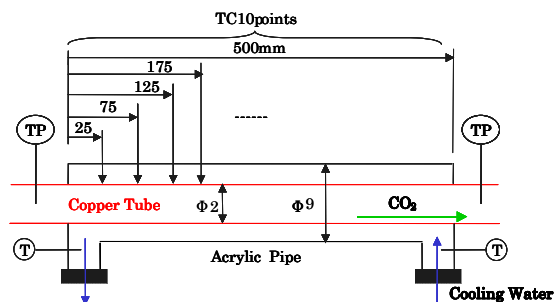 TC10points
500mm
175
125
75
25
------
TP
TP
Copper Tube
Φ2
Φ9
CO₂
T
T
Acrylic Pipe
Cooling Water